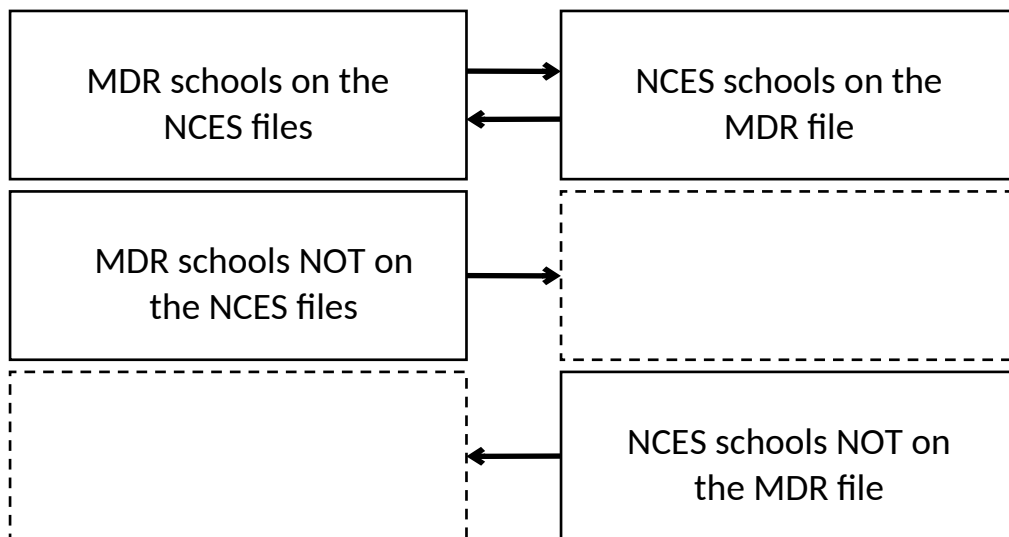 MDR schools on the
NCES files
NCES schools on the
MDR file
MDR schools NOT on
the NCES files
NCES schools NOT on
the MDR file